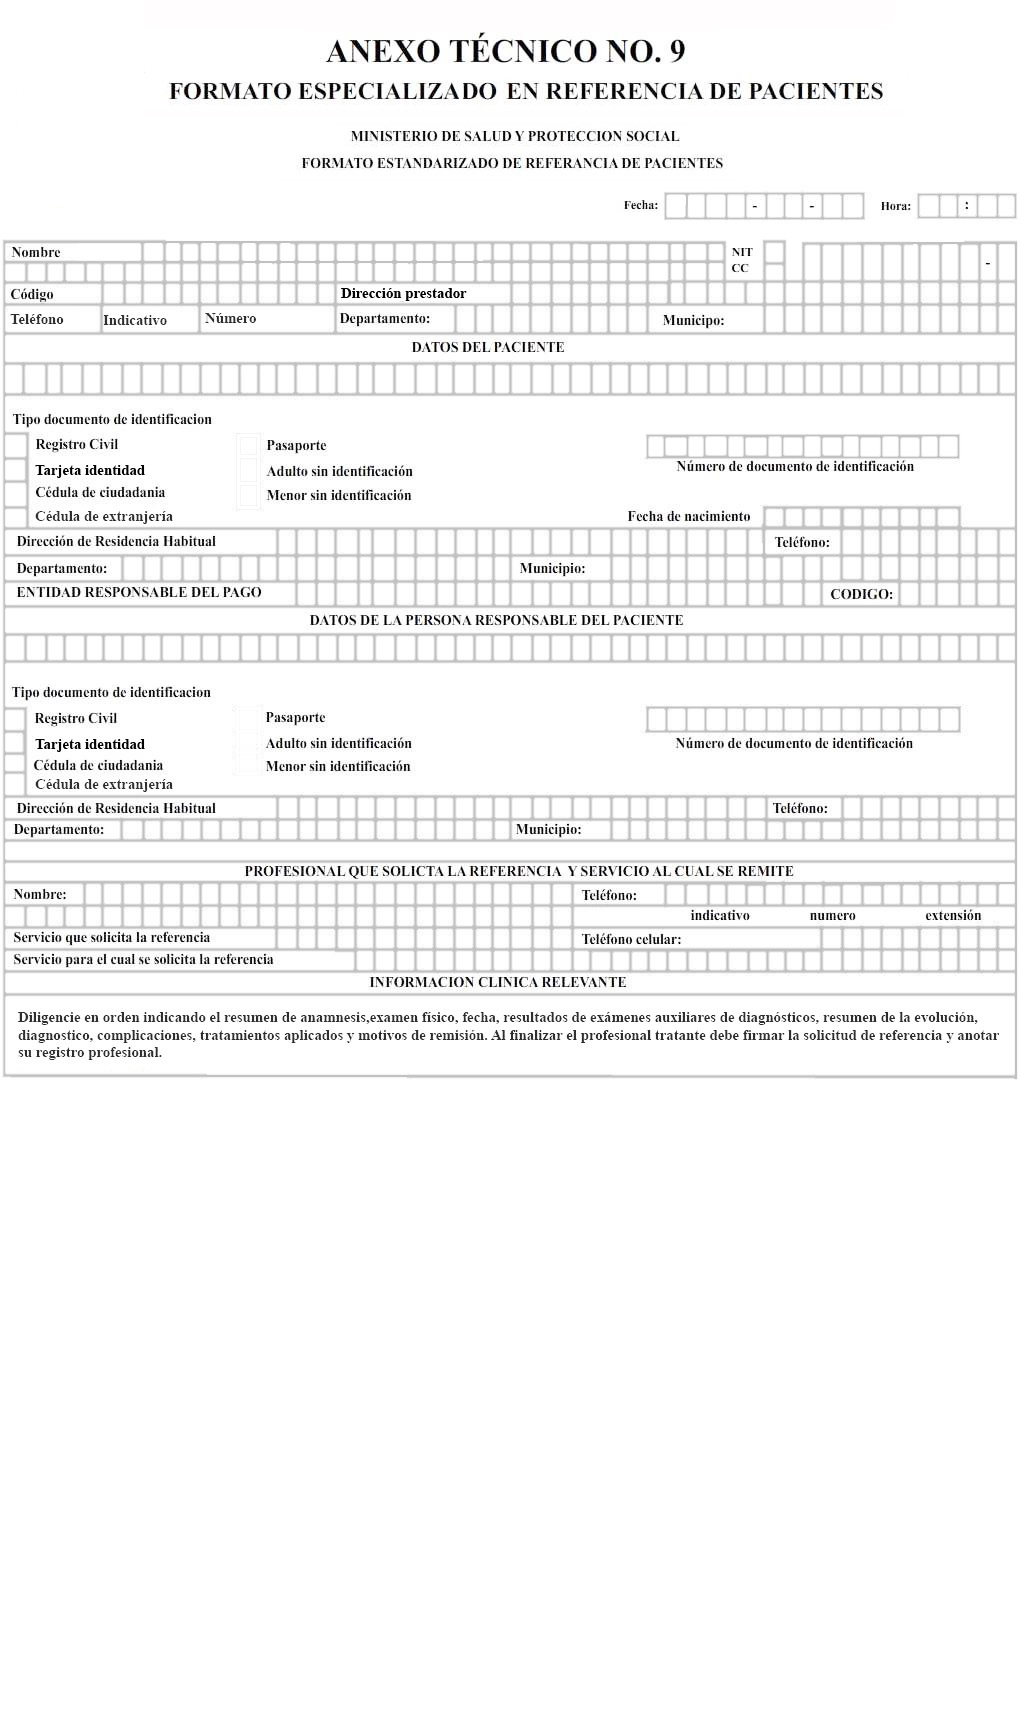 ANEXO TÉCNICO NO. 9
FORMATO ESPECIALIZADO EN REFERENCIA DE PACIENTES
MINISTERIO DE SALUD Y PROTECCION SOCIAL
FORMATO ESTANDARIZADO DE REFERANCIA DE PACIENTES
Fecha: - - Hora: :
Nombre NIT
CC -
Código Dirección prestador
Teléfono Indicativo Número Departamento: Municipo:
DATOS DEL PACIENTE
Tipo documento de identificacion
Registro Civil Pasaporte
Tarjeta identidad Adulto sin identificación Número de documento de identificación
Cédula de ciudadania Menor sin identificación
Cédula de extranjería Fecha de nacimiento
Dirección de Residencia Habitual Teléfono:
Departamento: Municipio:
ENTIDAD RESPONSABLE DEL PAGO CODIGO:
DATOS DE LA PERSONA RESPONSABLE DEL PACIENTE
Tipo documento de identificacion
Registro Civil Pasaporte
Tarjeta identidad Adulto sin identificación Número de documento de identificación
Cédula de ciudadania Menor sin identificación
Cédula de extranjería
Dirección de Residencia Habitual Teléfono:
Departamento: Municipio:
PROFESIONAL QUE SOLICTA LA REFERENCIA Y SERVICIO AL CUAL SE REMITE
Nombre: Teléfono:
indicativo numero extensión
Servicio que solicita la referencia Teléfono celular:
Servicio para el cual se solicita la referencia
INFORMACION CLINICA RELEVANTE
Diligencie en orden indicando el resumen de anamnesis,examen físico, fecha, resultados de exámenes auxiliares de diagnósticos, resumen de la evolución,
diagnostico, complicaciones, tratamientos aplicados y motivos de remisión. Al finalizar el profesional tratante debe firmar la solicitud de referencia y anotar
su registro profesional.